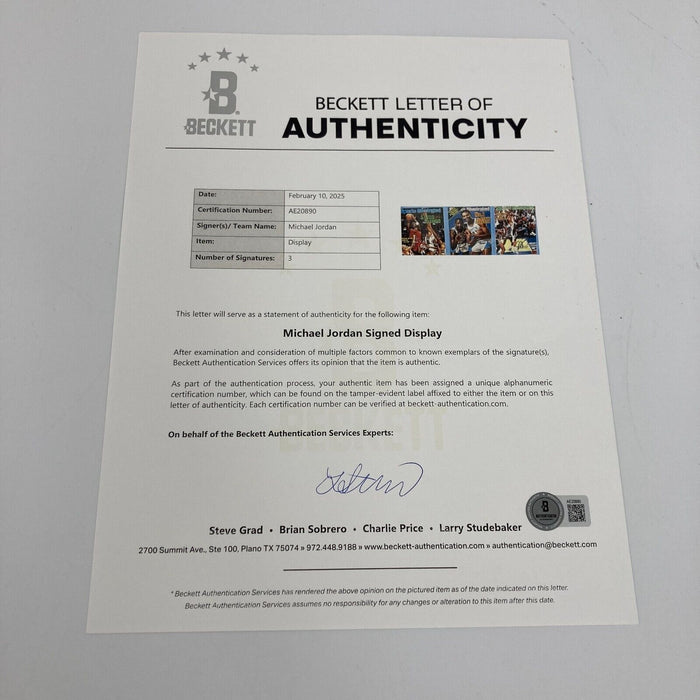 B
BECKETT
BECKETT LETTER OF
AUTHENTICITY
Date: February 10, 2025
Certification Number: AE20890
Signer(s)/ Team Name: Michael Jordan
Item: Display
Number of Signatures: 3
This letter will serve as a statement of authenticity for the following item:
Michael Jordan Signed Display
After examination and consideration of multiple factors common to known exemplars of the signature(s),
Beckett Authentication Services offers its opinion that the item is authentic.
As part of the authentication process, your authentic item has been assigned a unique alphanumeric
certification number, which can be found on the tamper-evident label affixed to either the item or on this
letter of authenticity. Each certification number can be verified at beckett-authentication.com.
BECKETT
On behalf of the Beckett Authentication Services Experts:
AE20890
Steve Grad • Brian Sobrero • Charlie Price • Larry Studebaker
2700 Summit Ave., Ste 100, Plano TX 75074 » 972.448.9188 » www.beckett-authentication.com » authentication@beckett.com
* Beckett Authentication Services has rendered the above opinion on the pictured item as of the date indicated on this letter.
Beckett Authentication Services assumes no responsibility for any changes or alteration to this item after this date.